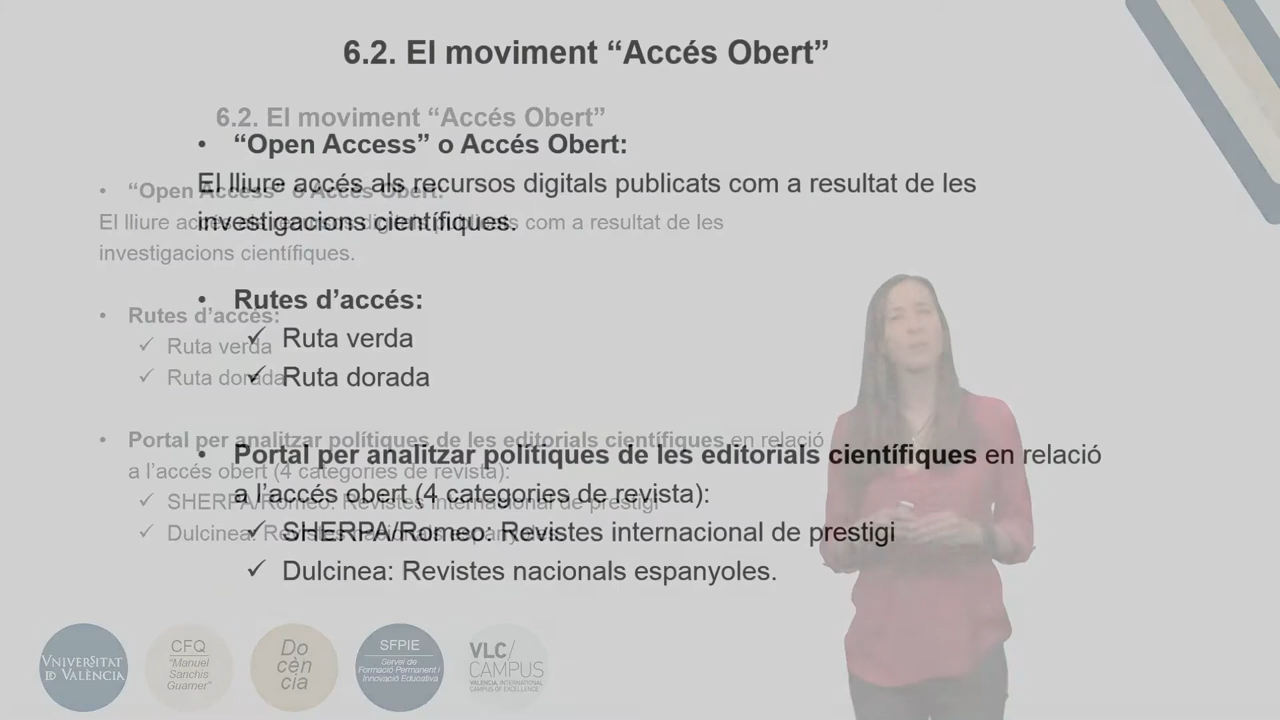 6.2. El moviment “Accés Obert”
• “Open Access” o Accés Obert:
El lliure accés als recursos digitals publicats com a resultat de les
investigacions científiques.
• Rutes d’accés:
✓ Ruta verda
✓ Ruta dorada
• Portal per analitzar polítiques de les editorials científiques en relació
a l’accés obert (4 categories de revista):
✓ SHERPA/Romeo: Revistes internacional de prestigi
✓ Dulcinea: Revistes nacionals espanyoles.
6.2. El moviment “Accés Obert”
• “Open Access” o Accés Obert:
El lliure accés als recursos digitals publicats com a resultat de les
investigacions científiques.
• Rutes d’accés:
✓ Ruta verda
✓ Ruta dorada
• Portal per analitzar polítiques de les editorials científiques en relació
a l’accés obert (4 categories de revista):
✓ SHERPA/Romeo: Revistes internacional de prestigi
✓ Dulcinea: Revistes nacionals espanyoles.
VNIVERSITAT
ID VALÈNCIA
CFQ
“Manuel
Sanchis
Guarner”
Do
cèn
cia
SFPIE
Servei de
Formació Permanent i
Innovació Educativa
VLC/
CAMPUS
VALENCIA, INTERNATIONAL
CAMPUS OF EXCELLENCE